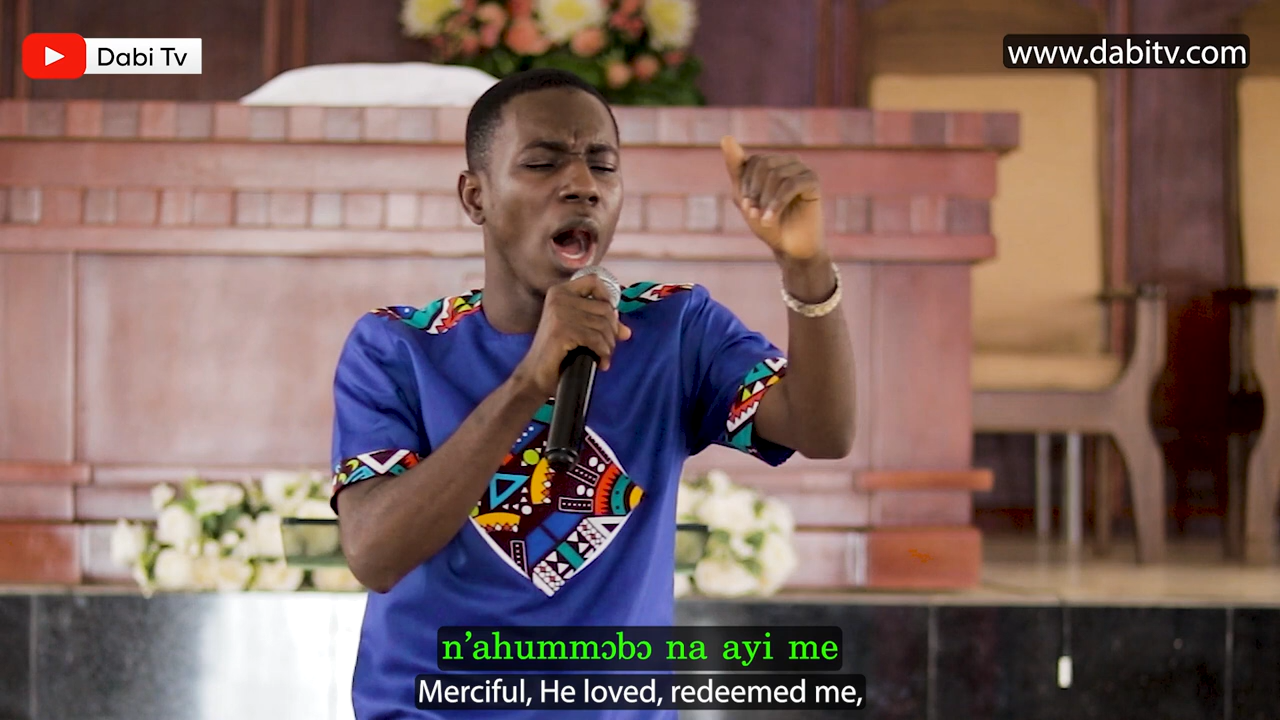 Dabi Tv
www.dabitv.com
n’ahummɔbɔ na ayi me
Merciful, He loved, redeemed me,